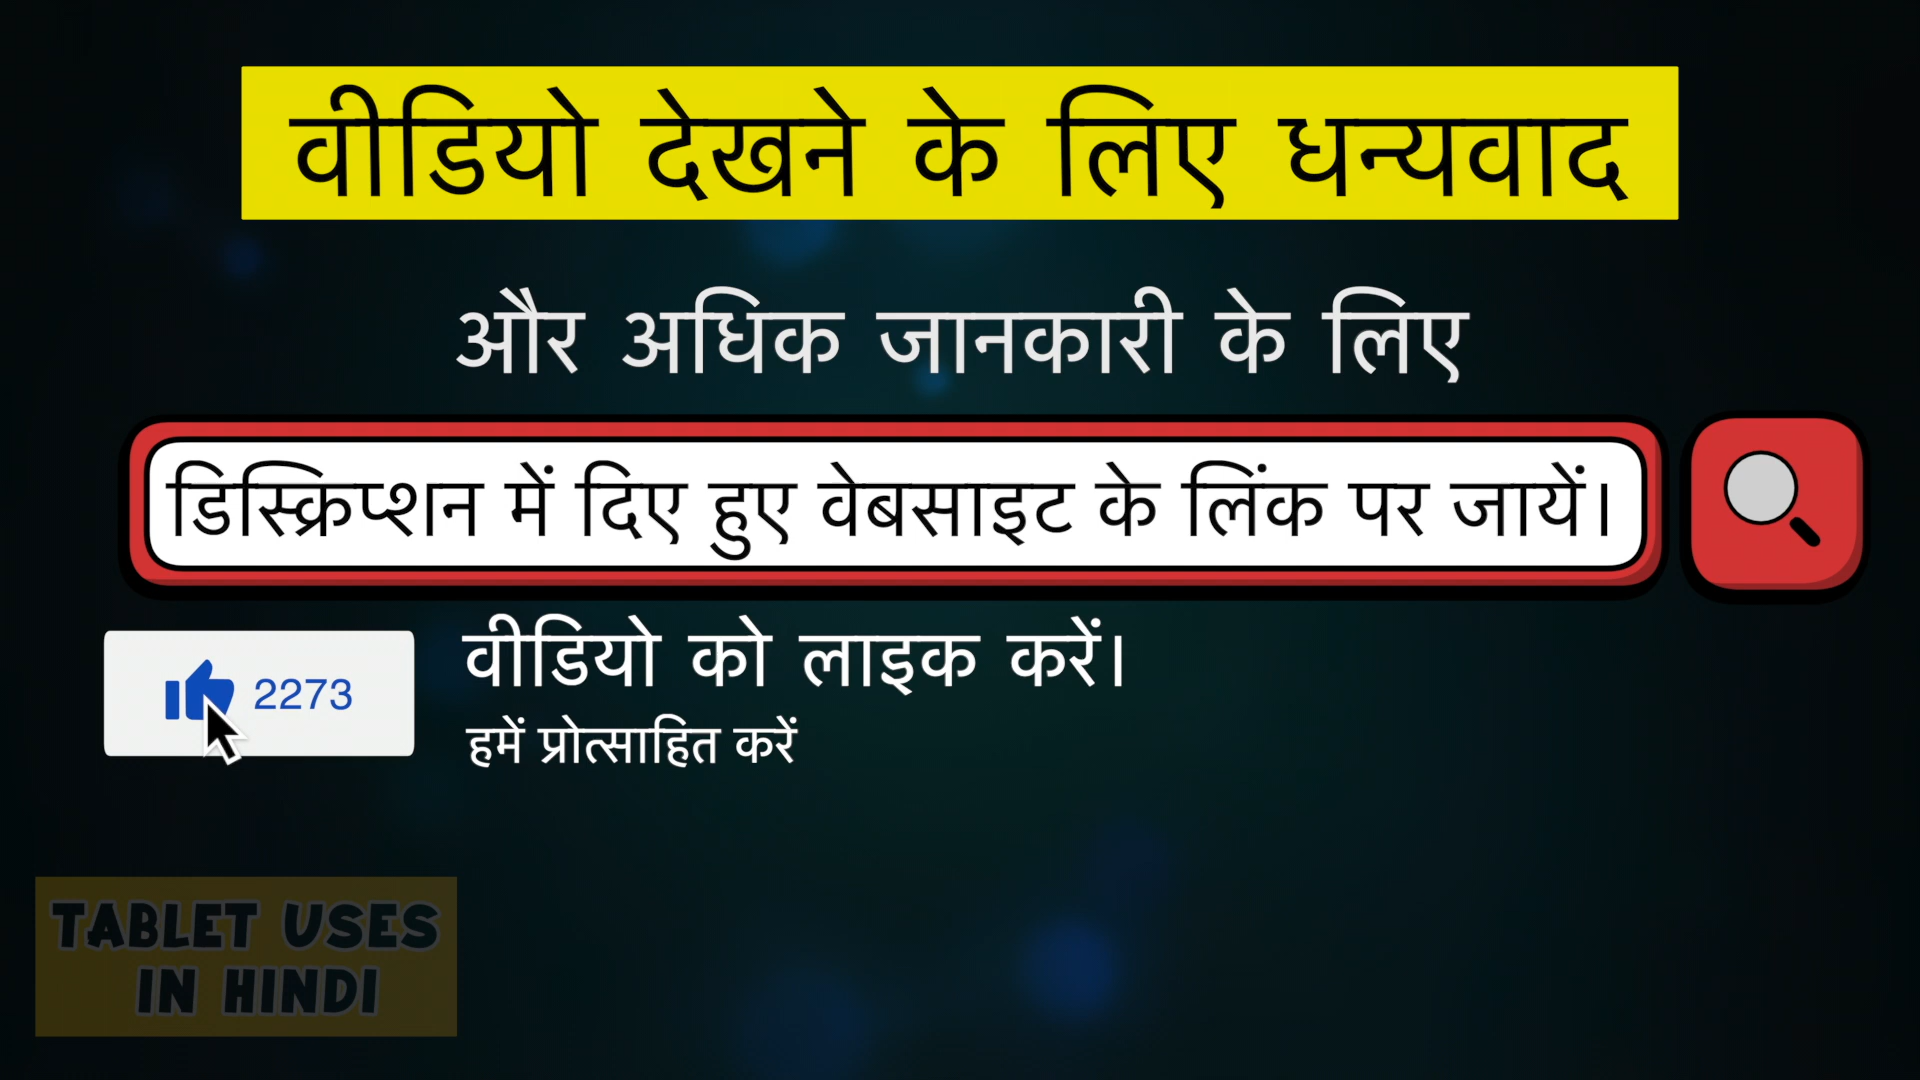 वीडियो देखने के लिए धन्यवाद
और अधिक जानकारी के लिए
डिस्क्रिप्शन में दिए हुए वेबसाइट के लिंक पर जायें।
2273
वीडियो को लाइक करें।
हमें प्रोत्साहित करें
TABLET USES
IN HINDI